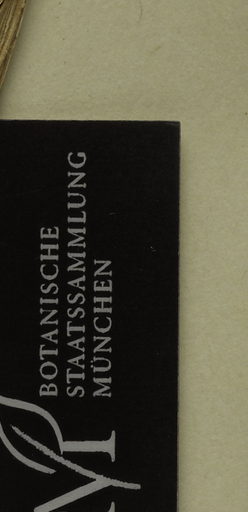 BOTANISCHE
STAATSSAMMLUNG
MÜNCHEN
M